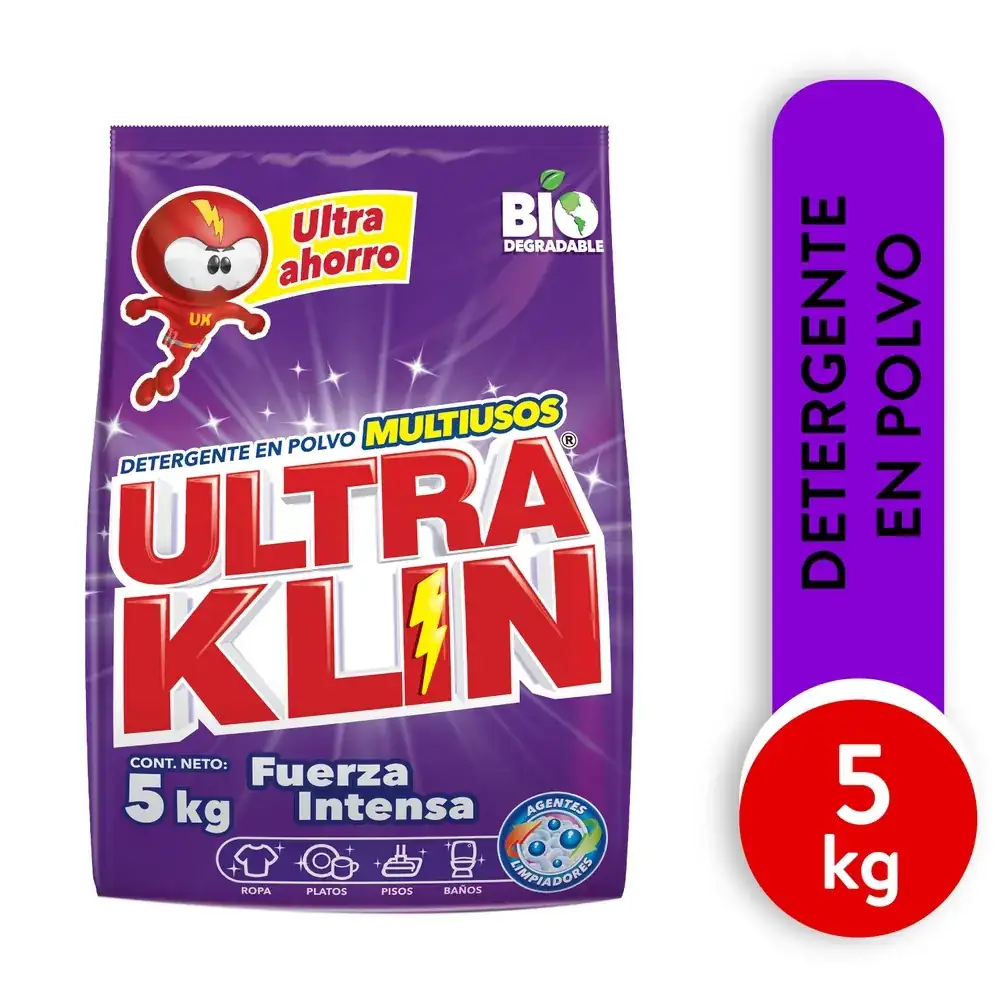 Ultra
ahorro
UK
BIO
DEGRADABLE
DETERGENTE EN POLVO MULTIUSOS
ULTRA®
KLIN
CONT. NETO:
5 kg
Fuerza
Intensa
ROPA PLATOS PISOS BAÑOS
AGENTES
LIMPIADORES
DETERGENTE
EN POLVO
5
kg